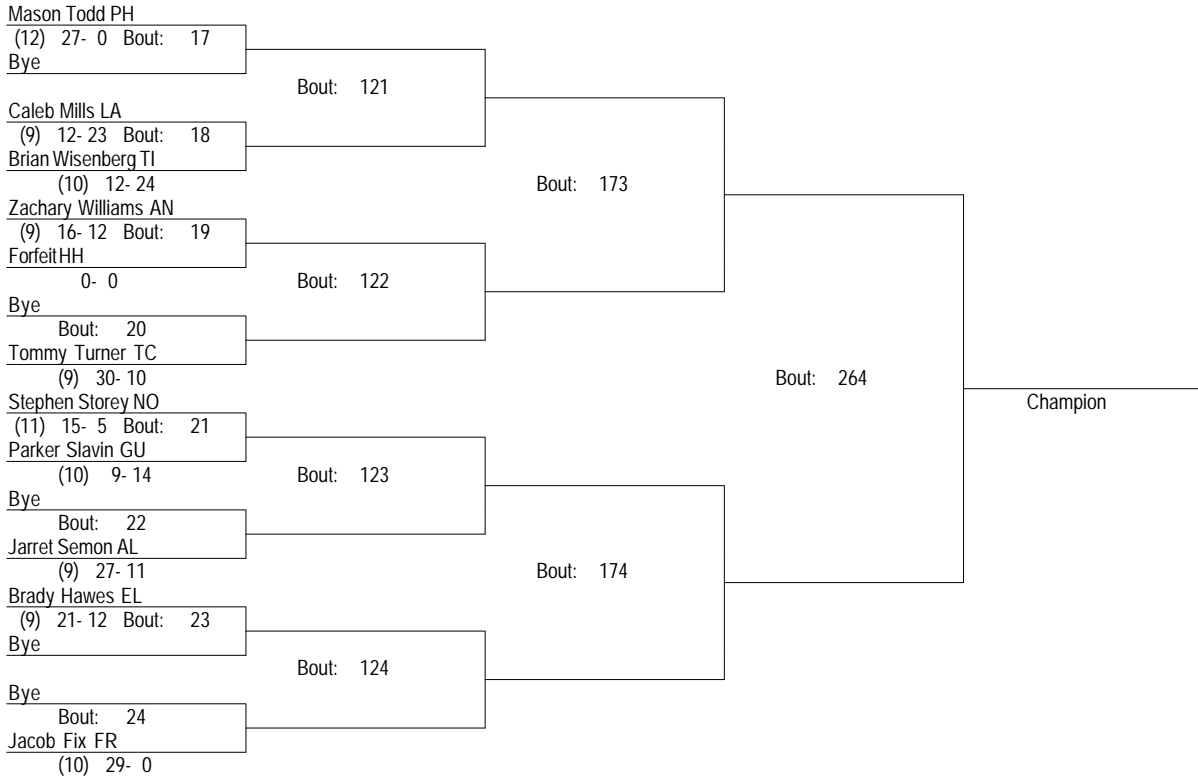 Mason Todd PH
(12) 27- 0 Bout: 17
Bye
Bout: 121
Caleb Mills LA
(9) 12- 23 Bout: 18
Brian Wisenberg TI
(10) 12- 24
Bout: 173
Zachary Williams AN
(9) 16- 12 Bout: 19
Forfeit HH
0- 0
Bout: 122
Bye
Bout: 20
Tommy Turner TC
(9) 30- 10
Bout: 264
Stephen Storey NO
Champion
(11) 15- 5 Bout: 21
Parker Slavin GU
(10) 9- 14
Bout: 123
Bye
Bout: 22
Jarret Semon AL
(9) 27- 11
Bout: 174
Brady Hawes EL
(9) 21- 12 Bout: 23
Bye
Bout: 124
Bye
Bout: 24
Jacob Fix FR
(10) 29- 0